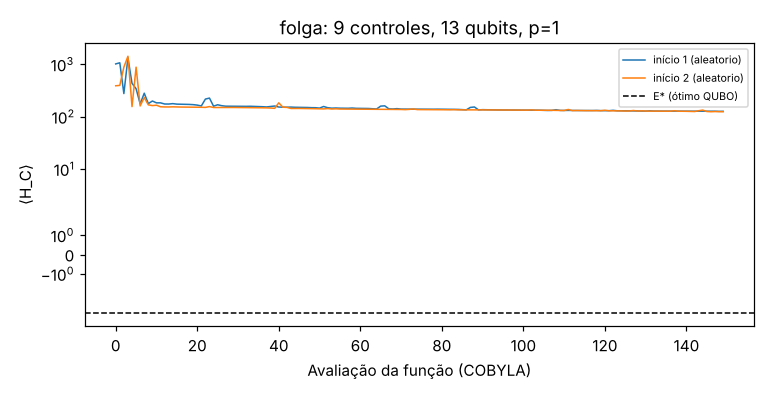 folga: 9 controles, 13 qubits, p=1
início 1 (aleatorio)
início 2 (aleatorio)
E* (ótimo QUBO)
⟨H_C⟩
10³
10²
10¹
10⁰
0
−10⁰
0 20 40 60 80 100 120 140
Avaliação da função (COBYLA)